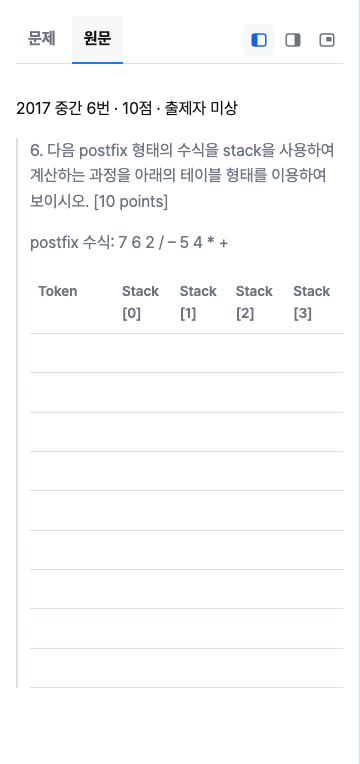 문제 원문
2017 중간 6번 · 10점 · 출제자 미상
6. 다음 postfix 형태의 수식을 stack을 사용하여
계산하는 과정을 아래의 테이블 형태를 이용하여
보이시오. [10 points]
postfix 수식: 7 6 2 / – 5 4 * +
Token Stack Stack Stack Stack
[0] [1] [2] [3]